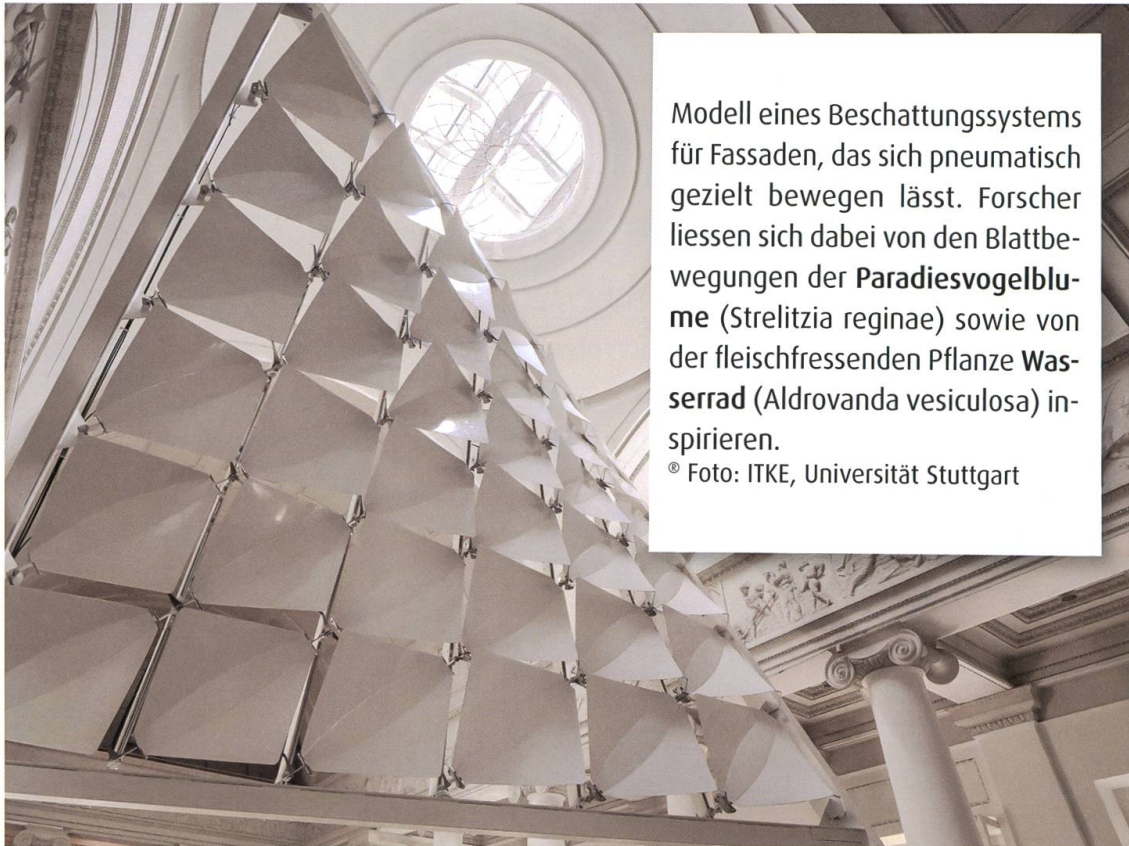 Modell eines Beschattungssystems
für Fassaden, das sich pneumatisch
gezielt bewegen lässt. Forscher
liessen sich dabei von den Blattbe-
wegungen der Paradiesvogelblu-
me (Strelitzia reginae) sowie von
der fleischfressenden Pflanze Was-
serrad (Aldrovanda vesiculosa) in-
spirieren.
® Foto: ITKE, Universität Stuttgart